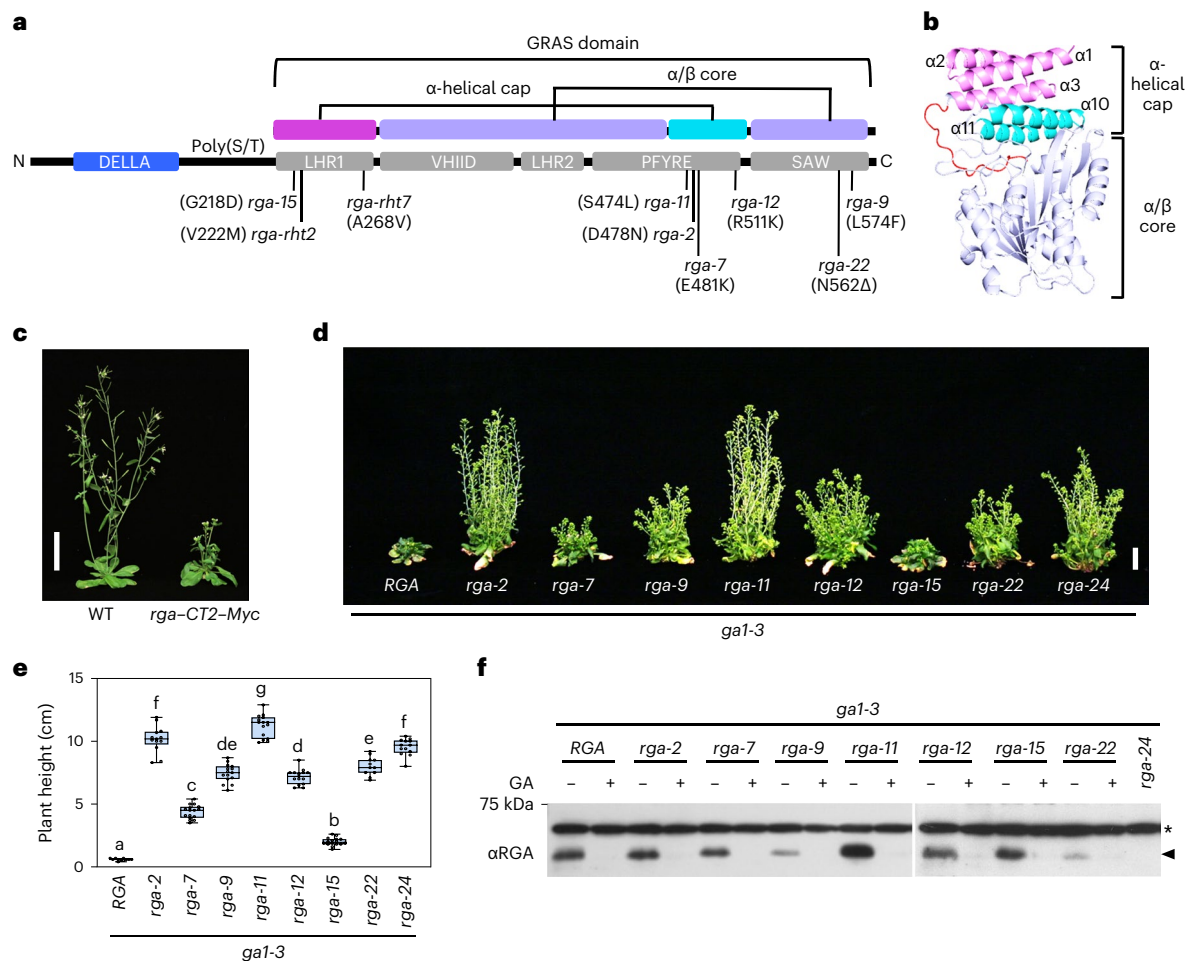 a
GRAS domain
α/β core
α-helical cap
Poly(S/T)
N
DELLA
LHR1
VHIID
LHR2
PFYRE
SAW
C
(G218D) rga-15
rga-rht7
(A268V)
(V222M) rga-rht2
(S474L) rga-11
(D478N) rga-2
rga-7
(E481K)
rga-12
(R511K)
rga-9
(L574F)
rga-22
(N562Δ)
b
α2
α1
α3
α10
α11
α-
helical
cap
α/β
core
c
WT
rga–CT2–Myc
d
RGA
rga-2
rga-7
rga-9
rga-11
rga-12
rga-15
rga-22
rga-24
ga1-3
e
Plant height (cm)
15
10
5
0
a
f
c
de
g
d
b
e
f
RGA
rga-2
rga-7
rga-9
rga-11
rga-12
rga-15
rga-22
rga-24
ga1-3
f
ga1-3
RGA
rga-2
rga-7
rga-9
rga-11
rga-12
rga-15
rga-22
rga-24
GA
– + – + – + – + – + – + – + – +
75 kDa
*
αRGA